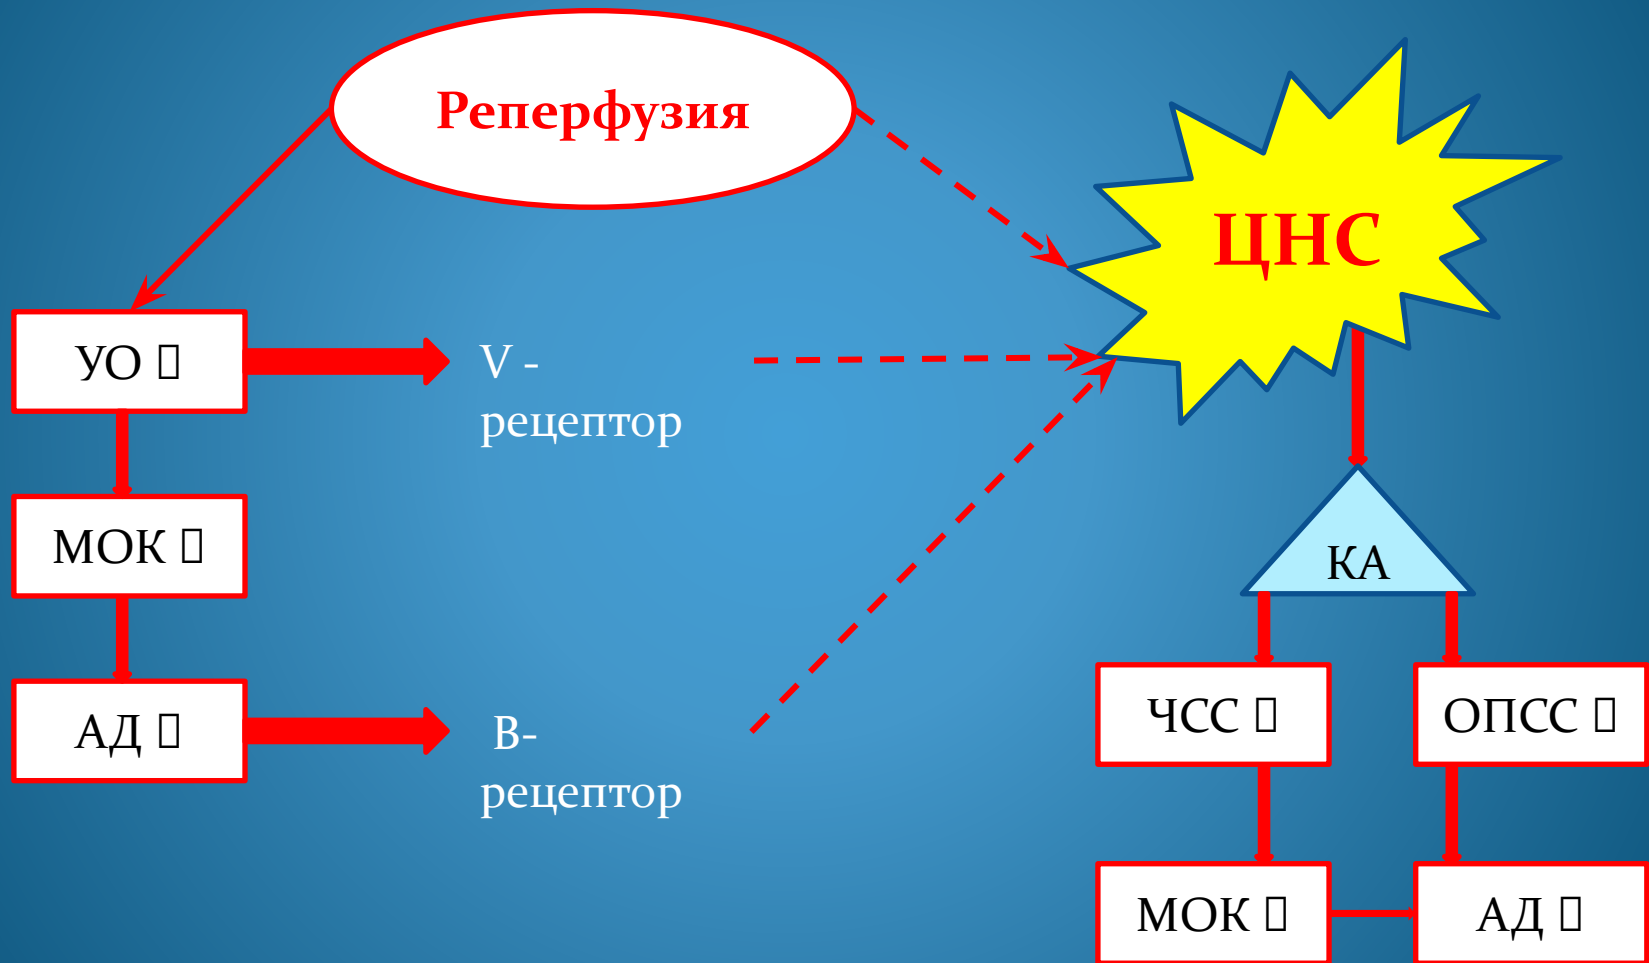 Реперфузия
ЦНС
УО 
V -
рецептор
МОК 
КА
АД 
В-
рецептор
ЧСС 
ОПСС 
МОК 
АД